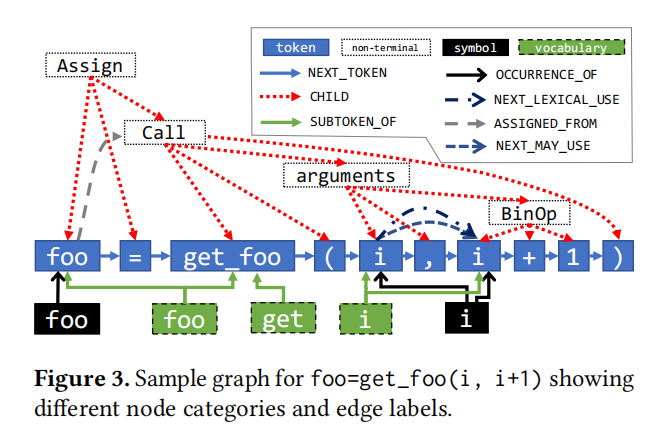 token non-terminal symbol vocabulary
NEXT_TOKEN OCCURRENCE_OF
CHILD NEXT_LEXICAL_USE
SUBTOKEN_OF ASSIGNED_FROM
NEXT_MAY_USE
Assign
Call
arguments
BinOp
foo = get_foo ( i , i + 1 )
foo foo get i i
Figure 3. Sample graph for foo=get_foo(i, i+1) showing
different node categories and edge labels.